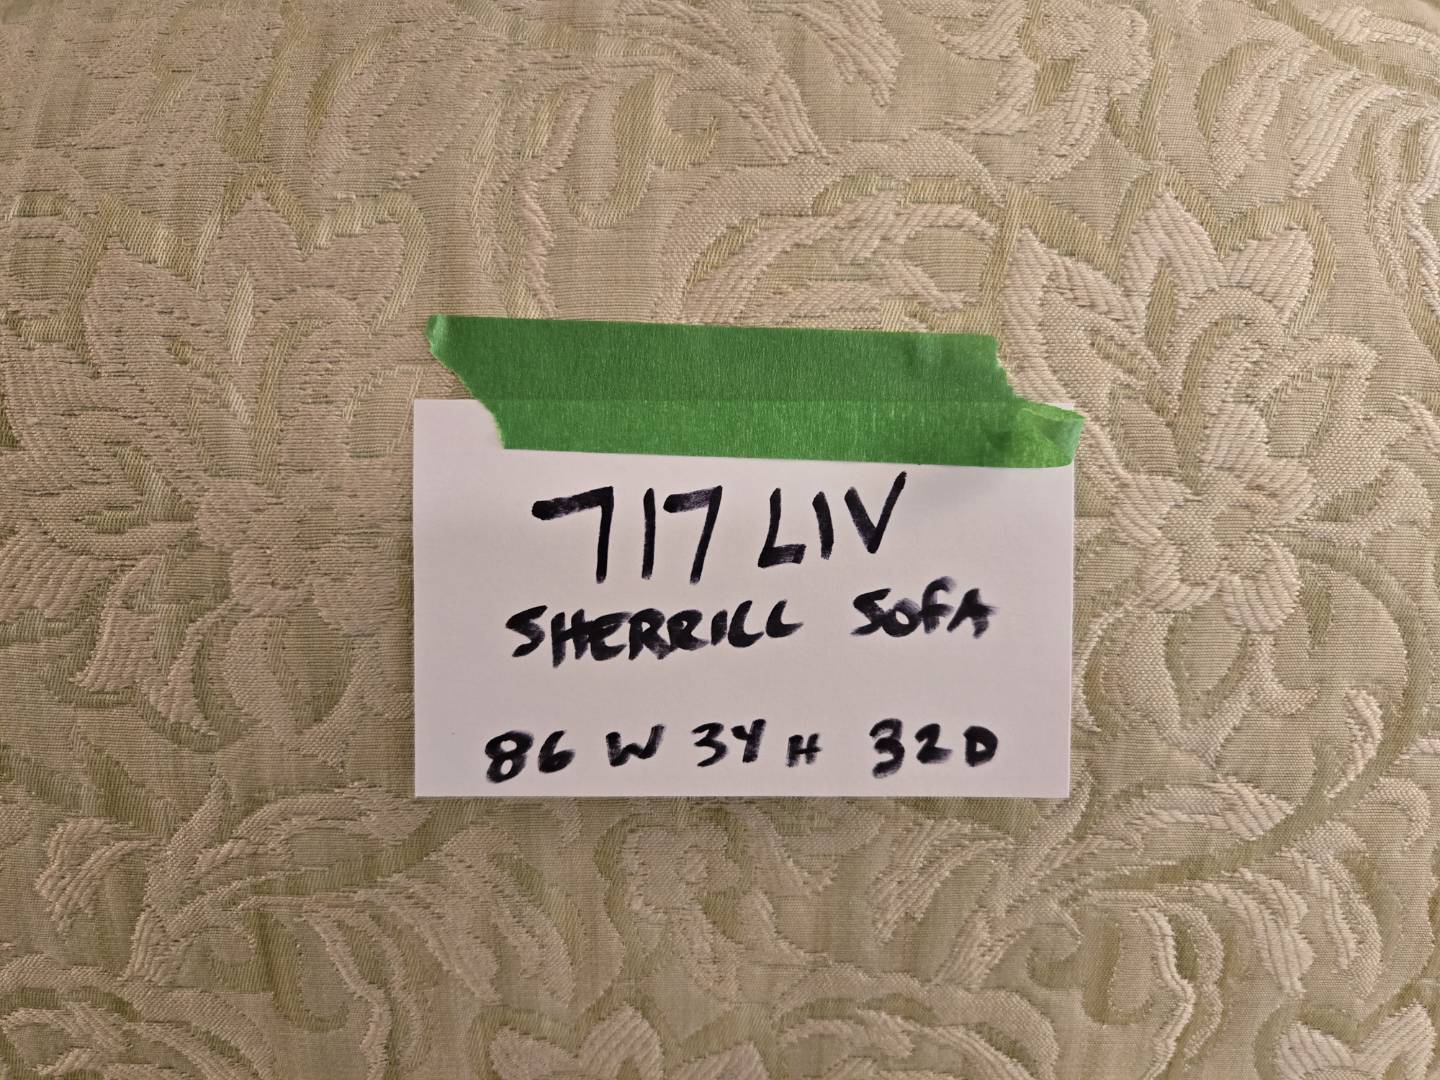 717 LIV
SHERRILL SOFA
86 W 34 H 32 D